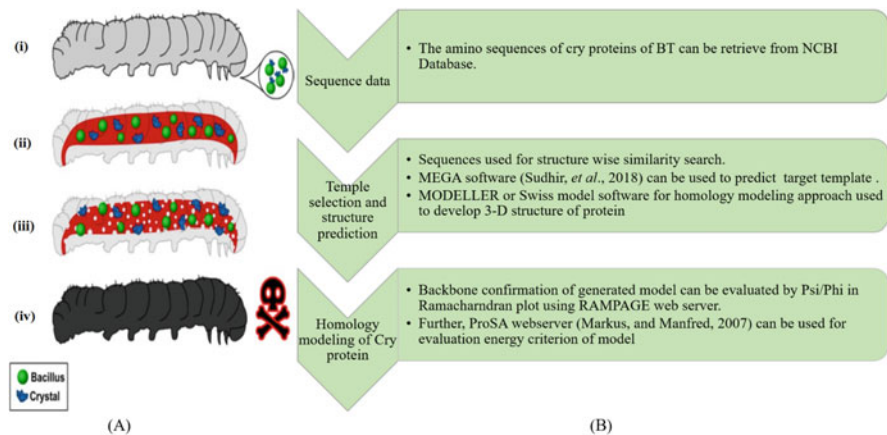 (i)
(ii)
(iii)
(iv)
Bacillus
Crystal
(A)
Sequence data
• The amino sequences of cry proteins of BT can be retrieve from NCBI
Database.
Temple
selection and
structure
prediction
• Sequences used for structure wise similarity search.
• MEGA software (Sudhir, et al., 2018) can be used to predict target template .
• MODELLER or Swiss model software for homology modeling approach used
to develop 3-D structure of protein
Homology
modeling of Cry
protein
• Backbone confirmation of generated model can be evaluated by Psi/Phi in
Ramacharndran plot using RAMPAGE web server.
• Further, ProSA webserver (Markus, and Manfred, 2007) can be used for
evaluation energy criterion of model
(B)